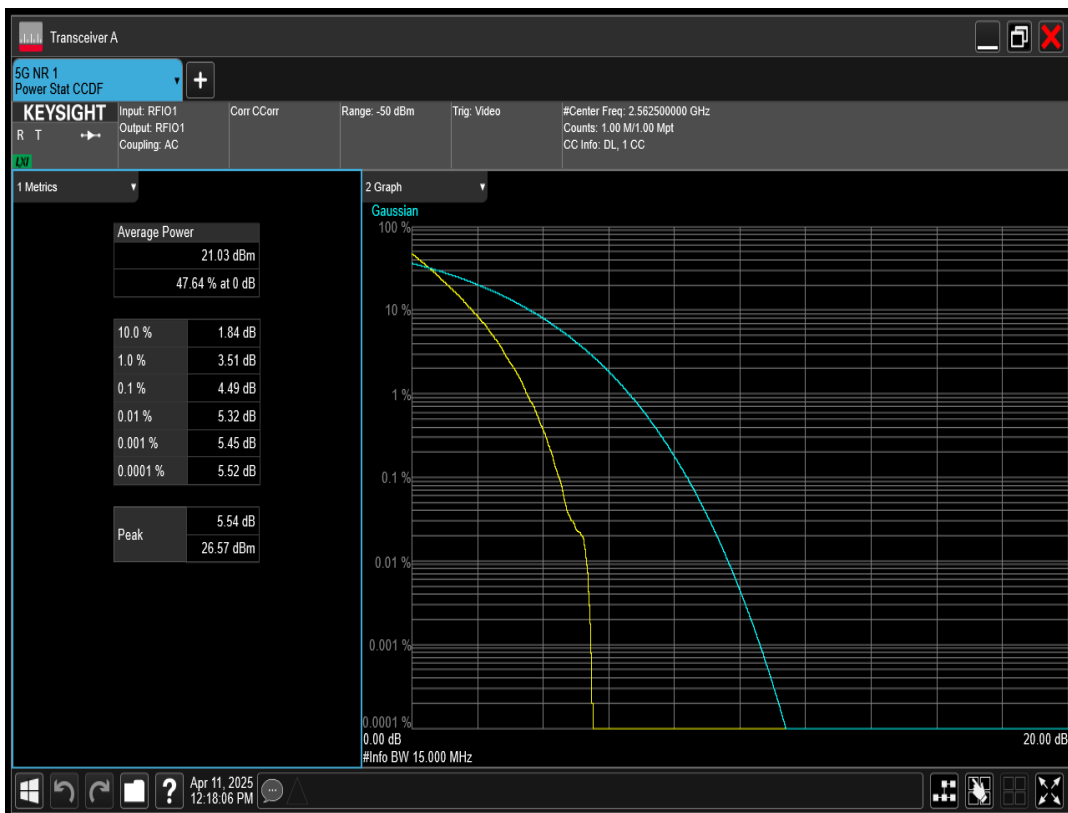 Transceiver A
5G NR 1
Power Stat CCDF
+
KEYSIGHT
R T
LXI
Input: RFIO1
Output: RFIO1
Coupling: AC
Corr CCorr
Range: -50 dBm
Trig: Video
#Center Freq: 2.562500000 GHz
Counts: 1.00 M/1.00 Mpt
CC Info: DL, 1 CC
1 Metrics
Average Power
21.03 dBm
47.64 % at 0 dB
10.0 % 1.84 dB
1.0 % 3.51 dB
0.1 % 4.49 dB
0.01 % 5.32 dB
0.001 % 5.45 dB
0.0001 % 5.52 dB
Peak
5.54 dB
26.57 dBm
2 Graph
Gaussian
100 %
10 %
1 %
0.1 %
0.01 %
0.001 %
0.0001 %
0.00 dB 20.00 dB
#Info BW 15.000 MHz
?
Apr 11, 2025
12:18:06 PM